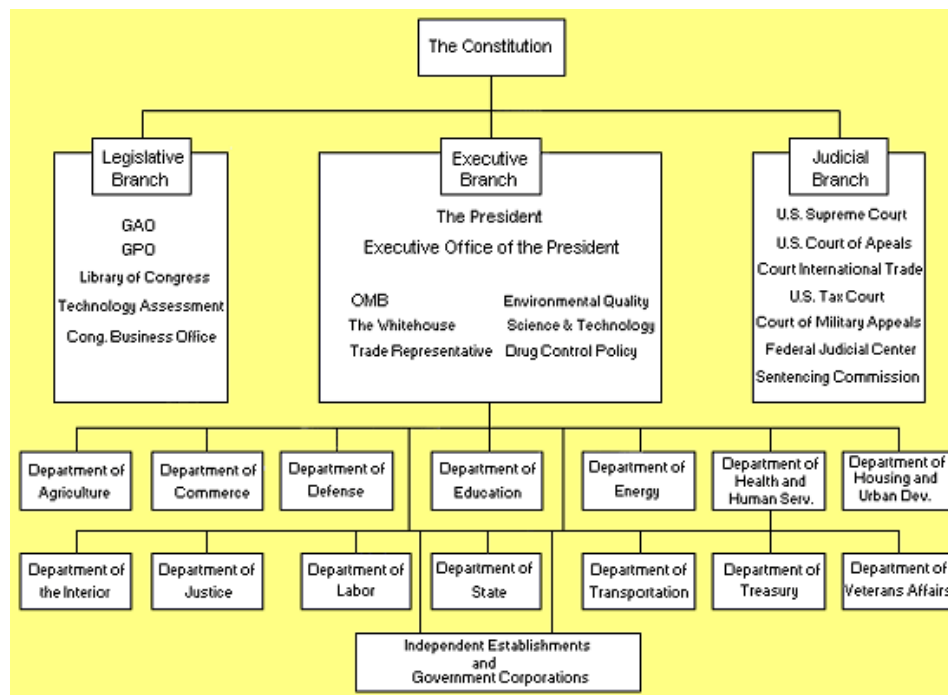 The Constitution
Legislative
Branch
GAO
GPO
Library of Congress
Technology Assessment
Cong. Business Office
Executive
Branch
The President
Executive Office of the President
OMB
Environmental Quality
The Whitehouse
Science & Technology
Trade Representative
Drug Control Policy
Judicial
Branch
U.S. Supreme Court
U.S. Court of Apeals
Court International Trade
U.S. Tax Court
Court of Military Appeals
Federal Judicial Center
Sentencing Commission
Department of
Agriculture
Department of
Commerce
Department of
Defense
Department of
Education
Department of
Energy
Department of
Health and
Human Serv.
Department of
Housing and
Urban Dev.
Department of
the Interior
Department of
Justice
Department of
Labor
Department of
State
Department of
Transportation
Department of
Treasury
Department of
Veterans Affairs
Independent Establishments
and
Government Corporations